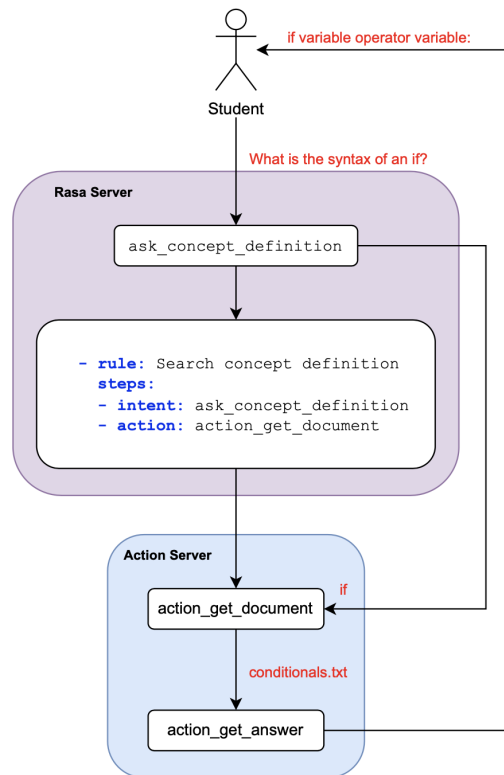 if variable operator variable:
Student
What is the syntax of an if?
Rasa Server
ask_concept_definition
- rule: Search concept definition
steps:
- intent: ask_concept_definition
- action: action_get_document
Action Server
if
action_get_document
conditionals.txt
action_get_answer